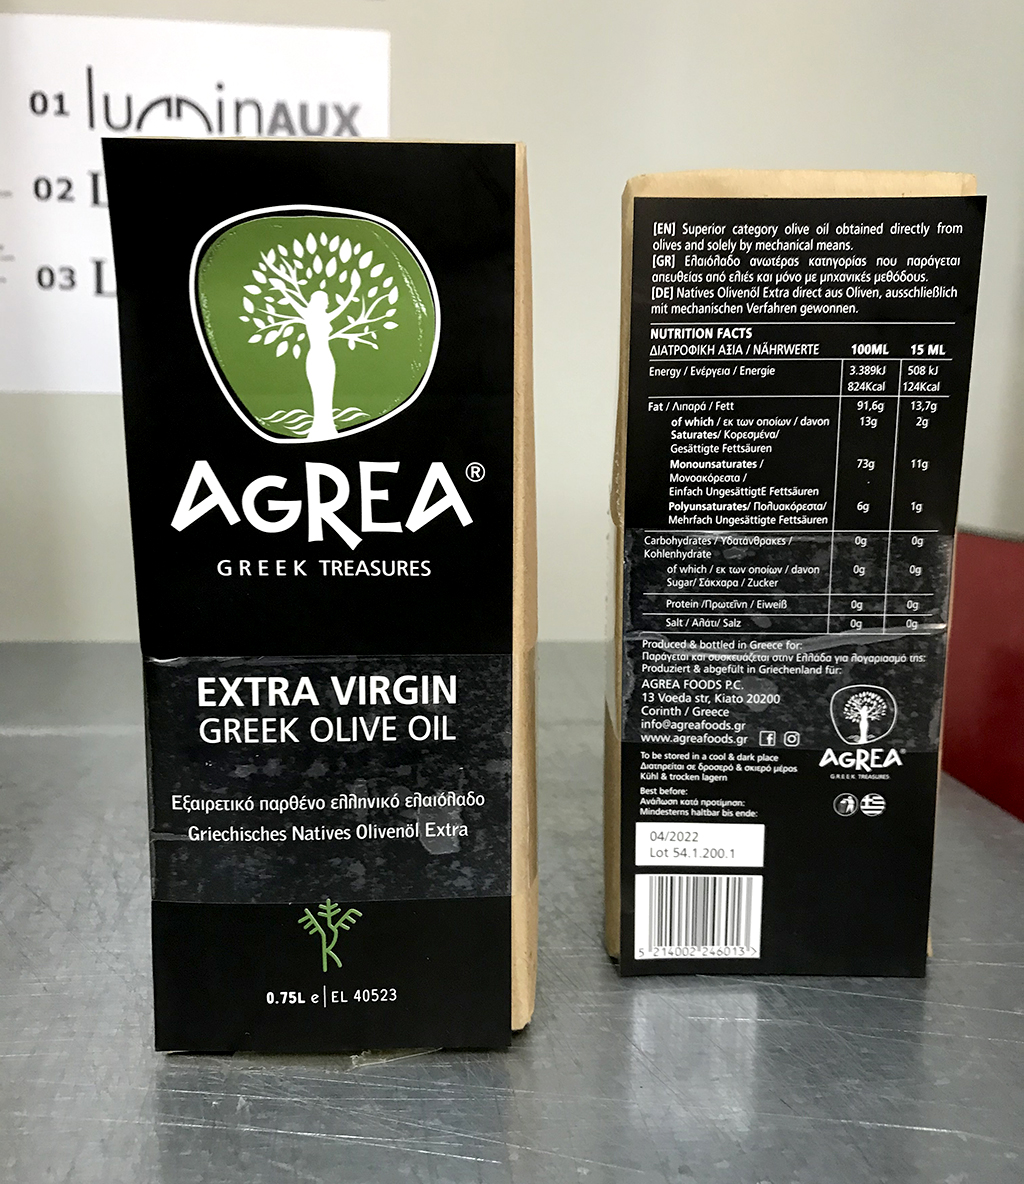 01 luminAUX
02 L
03 L
AGREA®
GREEK TREASURES
EXTRA VIRGIN
GREEK OLIVE OIL
Εξαιρετικό παρθένο ελληνικό ελαιόλαδο
Griechisches Natives Olivenöl Extra
0.75L e | EL 40523
[EN] Superior category olive oil obtained directly from
olives and solely by mechanical means.
[GR] Ελαιόλαδο ανωτέρας κατηγορίας που παράγεται
απευθείας από ελιές και μόνο με μηχανικές μεθόδους.
[DE] Natives Olivenöl Extra direct aus Oliven, ausschließlich
mit mechanischen Verfahren gewonnen.
NUTRITION FACTS
ΔΙΑΤΡΟΦΙΚΗ ΑΞΙΑ / NÄHRWERTE 100ML 15 ML
Energy / Ενέργεια / Energie 3.389kJ 508 kJ
824Kcal 124Kcal
Fat / Λιπαρά / Fett 91,6g 13,7g
of which / εκ των οποίων / davon 13g 2g
Saturates/ Κορεσμένα/
Gesättigte Fettsäuren
Monounsaturates / 73g 11g
Μονοακόρεστα /
Einfach UngesättigtE Fettsäuren
Polyunsaturates/ Πολυακόρεστα/ 6g 1g
Mehrfach Ungesättigte Fettsäuren
Carbohydrates / Υδατάνθρακες / 0g 0g
Kohlenhydrate
of which / εκ των οποίων / davon 0g 0g
Sugar/ Σάκχαρα / Zucker
Protein /Πρωτεΐνη / Eiweiß 0g 0g
Salt / Αλάτι/ Salz 0g 0g
Produced & bottled in Greece for:
Παράγεται και συσκευάζεται στην Ελλάδα για λογαριασμό της:
Produziert & abgefült in Griechenland für:
AGREA FOODS P.C.
13 Voeda str, Kiato 20200
Corinth / Greece
info@agreafoods.gr
www.agreafoods.gr
AGREA®
GREEK TREASURES
To be stored in a cool & dark place
Διατηρείται σε δροσερό & σκιερό μέρος
Kühl & trocken lagern
Best before:
Ανάλωση κατά προτίμηση:
Mindesterns haltbar bis ende:
04/2022
Lot 54.1.200.1
5 214002 246013 >